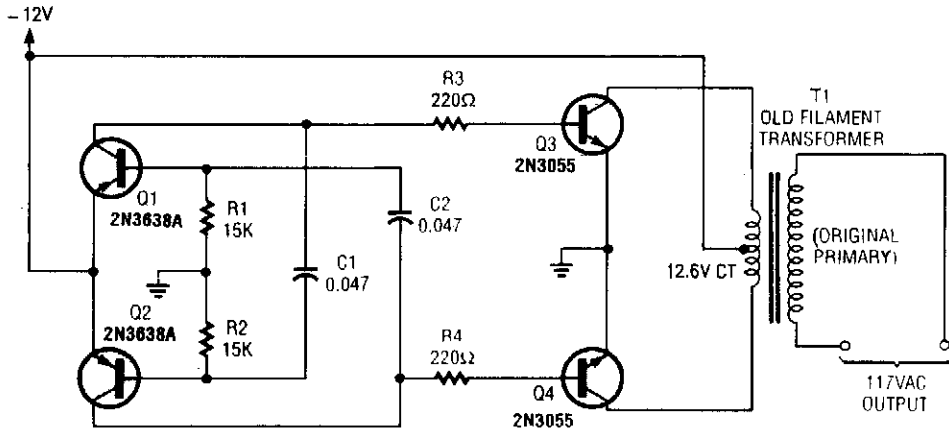 – 12V
R3
220Ω
T1
OLD FILAMENT
TRANSFORMER
Q3
2N3055
Q1
2N3638A
R1
15K
C2
0.047
C1
0.047
12.6V CT
(ORIGINAL
PRIMARY)
Q2
2N3638A
R2
15K
R4
220Ω
Q4
2N3055
117VAC
OUTPUT